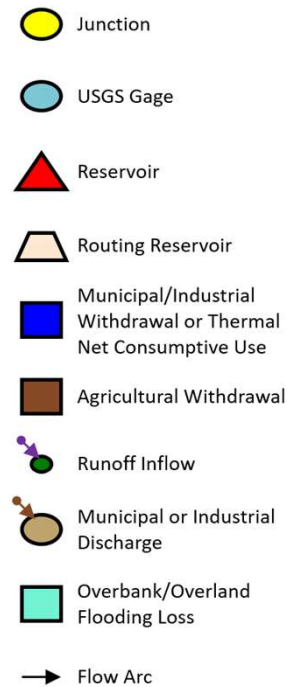 Junction
USGS Gage
Reservoir
Routing Reservoir
Municipal/Industrial
Withdrawal or Thermal
Net Consumptive Use
Agricultural Withdrawal
Runoff Inflow
Municipal or Industrial
Discharge
Overbank/Overland
Flooding Loss
Flow Arc